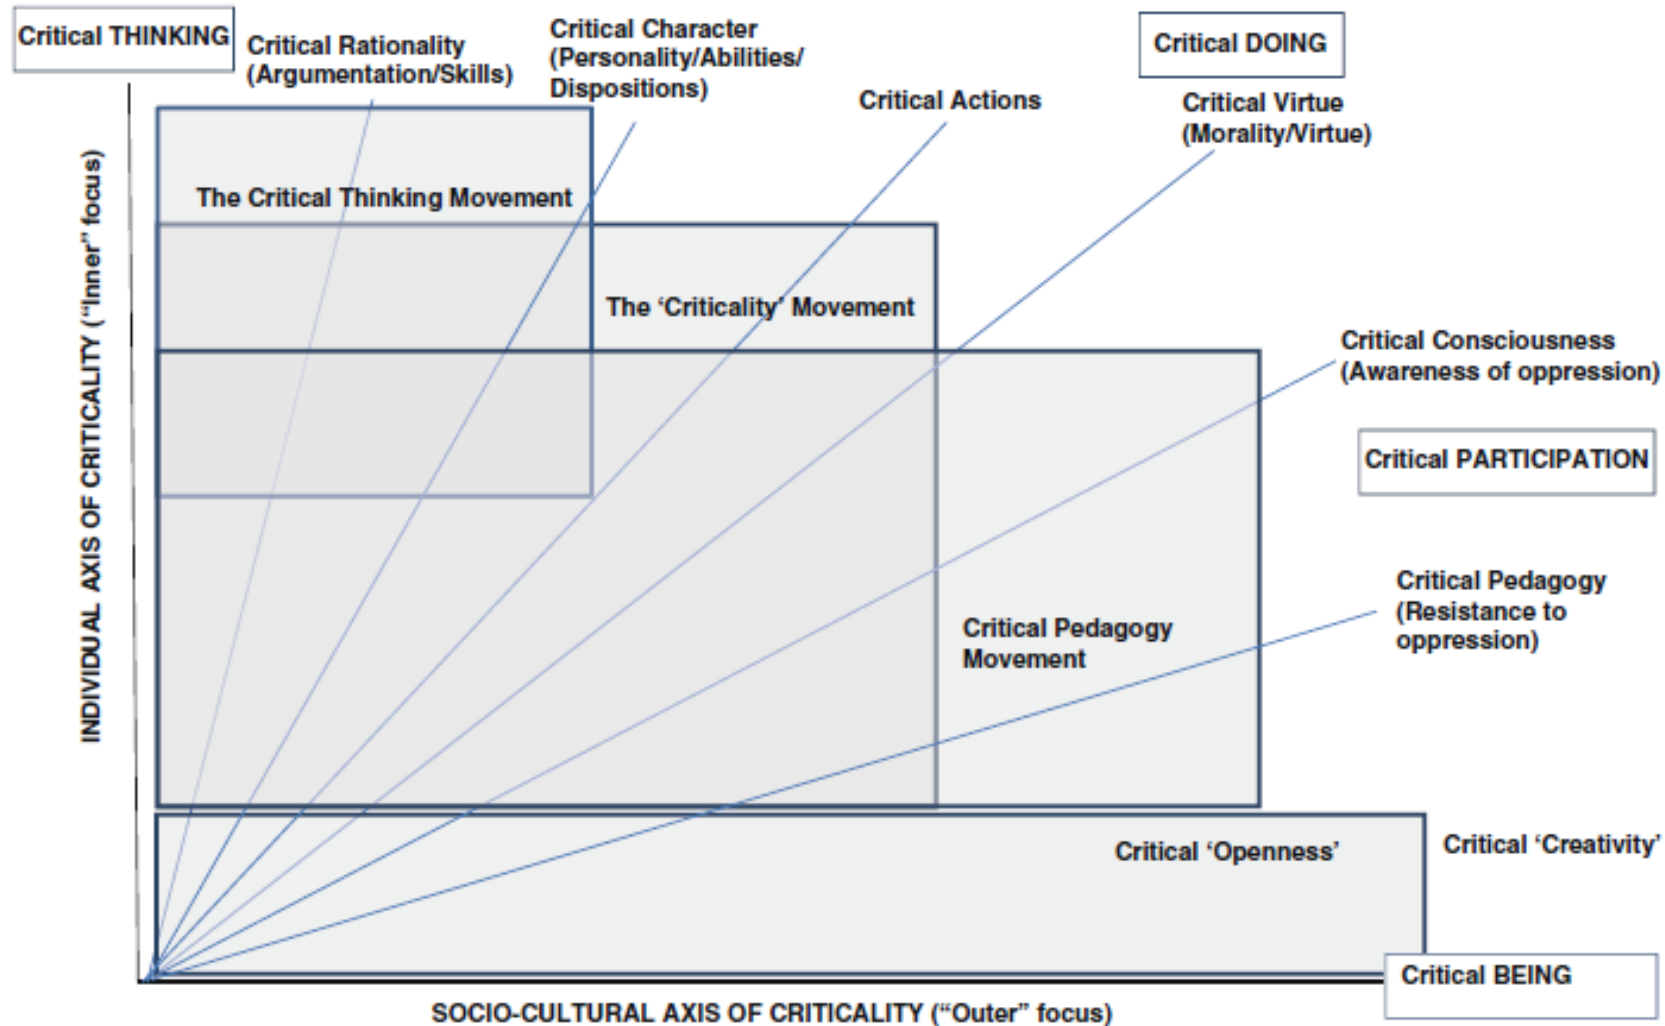 Critical THINKING
Critical Rationality
(Argumentation/Skills)
Critical Character
(Personality/Abilities/
Dispositions)
Critical Actions
Critical DOING
Critical Virtue
(Morality/Virtue)
The Critical Thinking Movement
The ‘Criticality’ Movement
Critical Consciousness
(Awareness of oppression)
Critical PARTICIPATION
Critical Pedagogy
(Resistance to
oppression)
Critical Pedagogy
Movement
Critical ‘Openness’
Critical ‘Creativity’
Critical BEING
INDIVIDUAL AXIS OF CRITICALITY (“Inner” focus)
SOCIO-CULTURAL AXIS OF CRITICALITY (“Outer” focus)